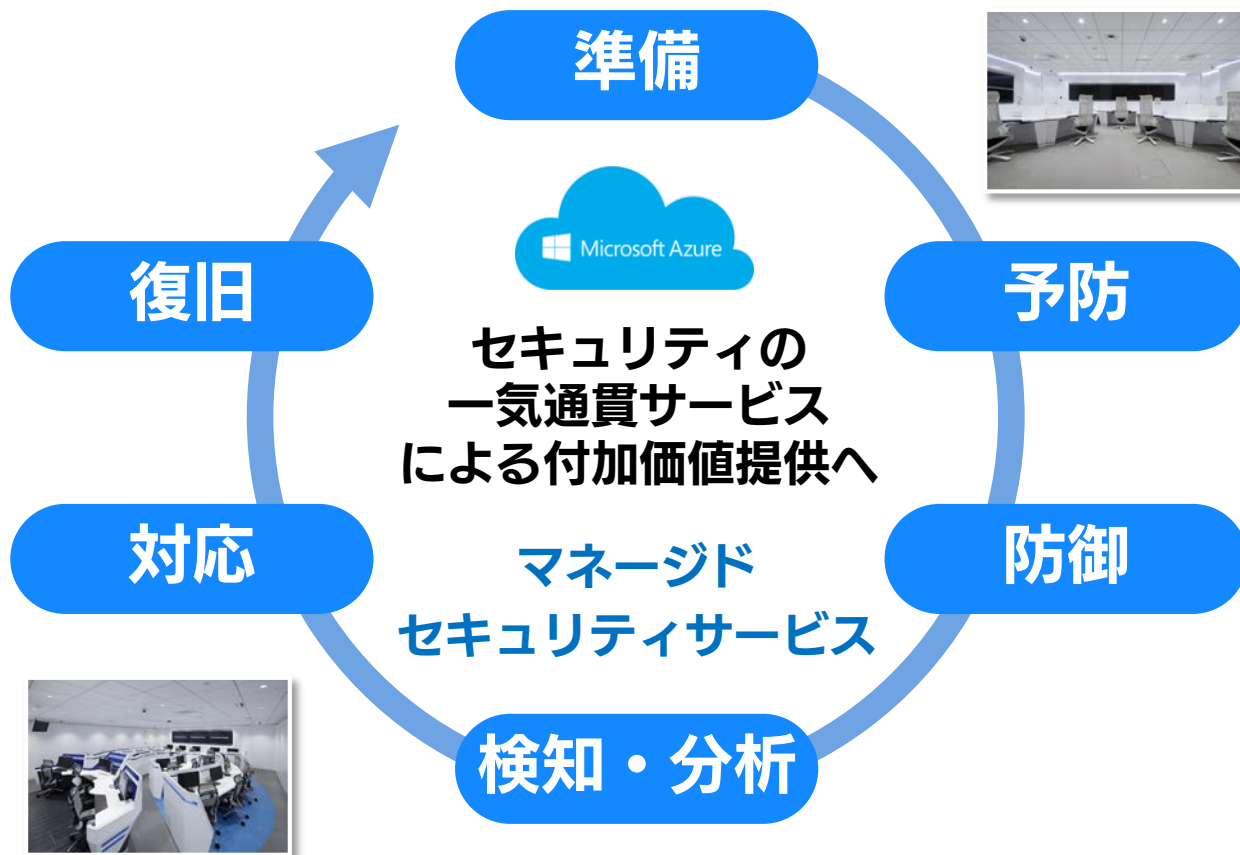 準備
Microsoft Azure
復旧
予防
セキュリティの
一気通貫サービス
による付加価値提供へ
対応
防御
マネージド
セキュリティサービス
検知・分析